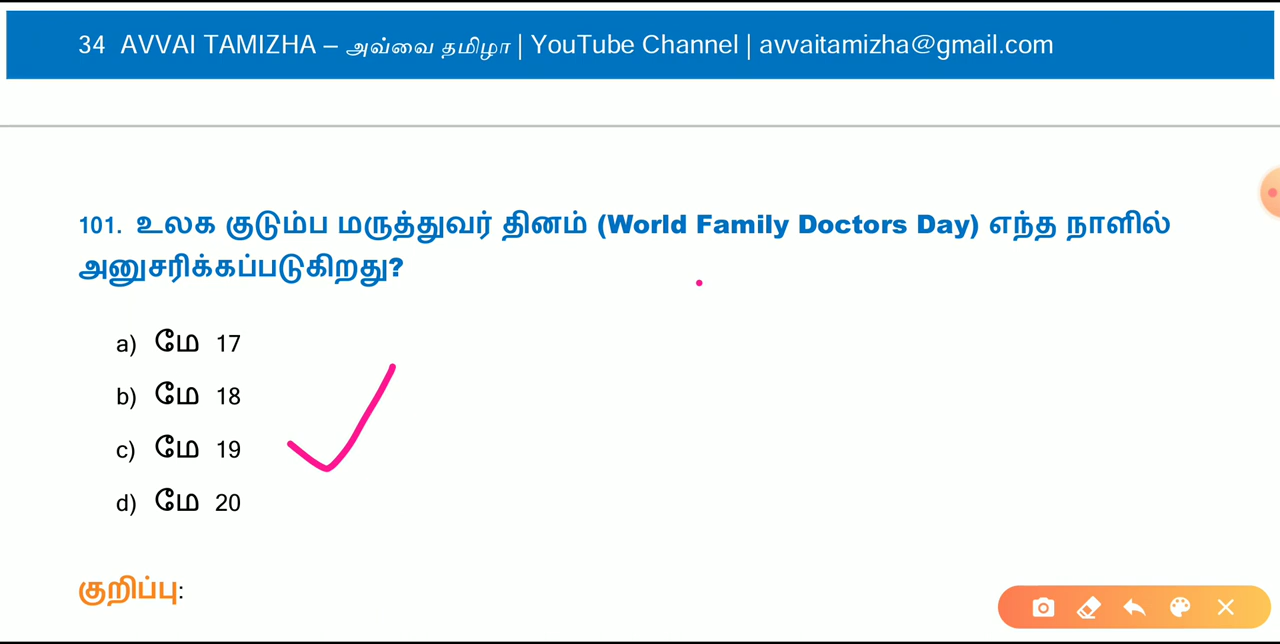 34 AVVAI TAMIZHA – அவ்வை தமிழா | YouTube Channel | avvaitamizha@gmail.com
101. உலக குடும்ப மருத்துவர் தினம் (World Family Doctors Day) எந்த நாளில்
அனுசரிக்கப்படுகிறது?
a) மே 17
b) மே 18
c) மே 19
d) மே 20
குறிப்பு: